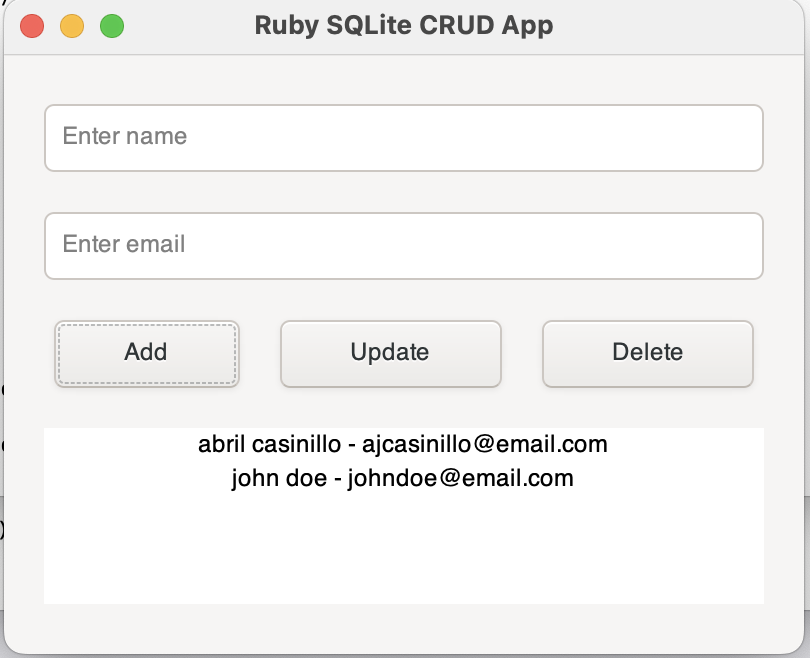 Ruby SQLite CRUD App
Enter name
Enter email
Add Update Delete
abril casinillo - ajcasinillo@email.com
john doe - johndoe@email.com